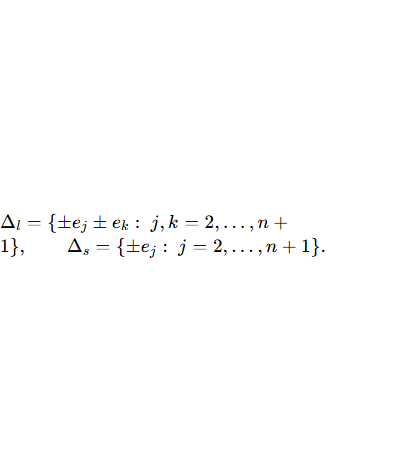 Δ_l = {±e_j ± e_k : j, k = 2, …, n +
1}, Δ_s = {±e_j : j = 2, …, n + 1}.